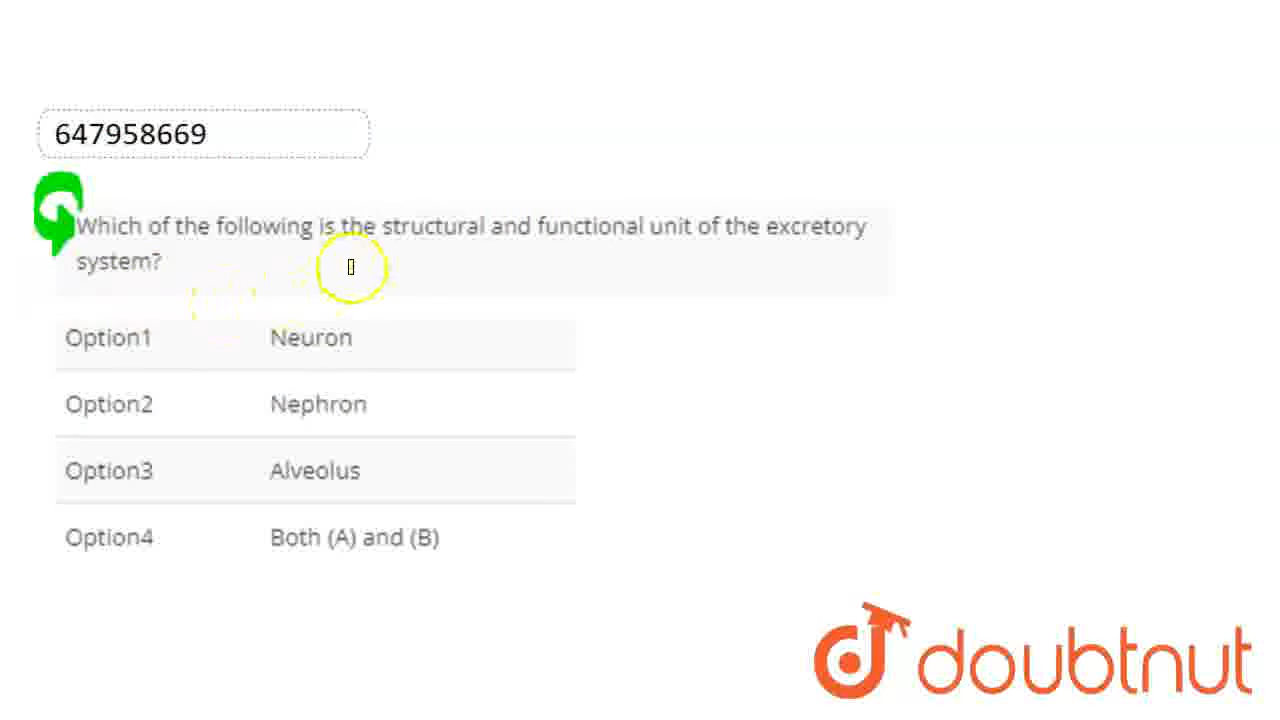 647958669
Which of the following is the structural and functional unit of the excretory
system?
Option1 Neuron
Option2 Nephron
Option3 Alveolus
Option4 Both (A) and (B)
doubtnut